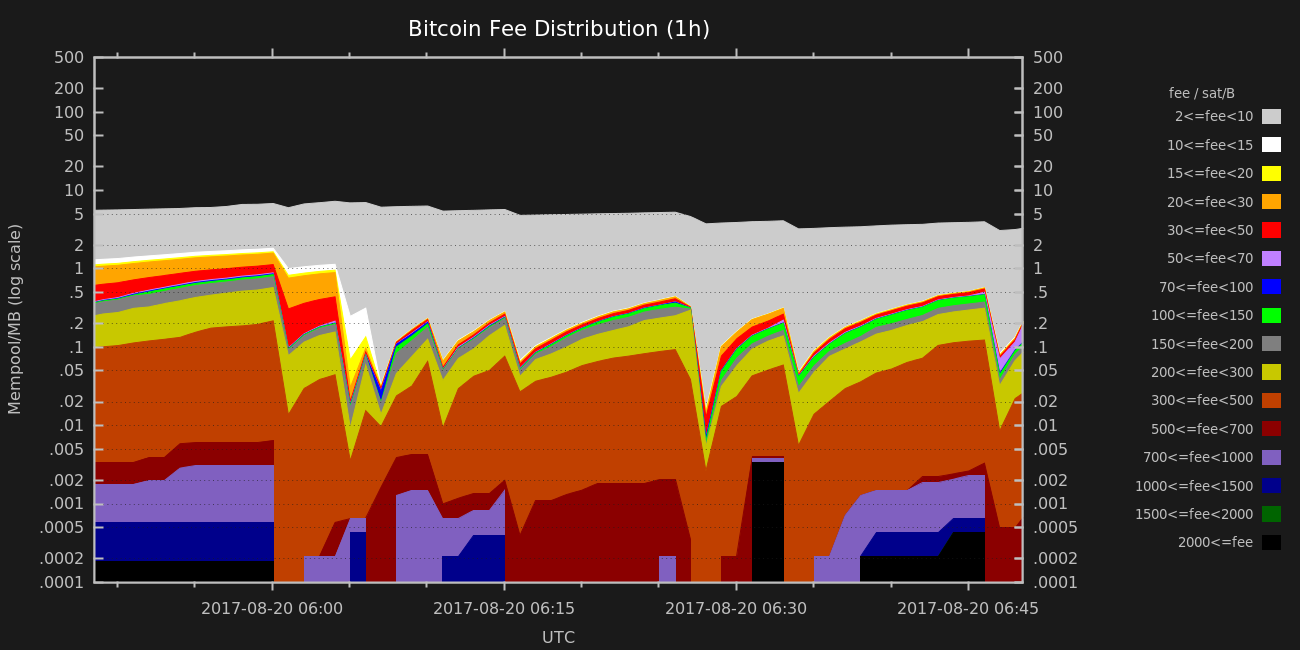 Bitcoin Fee Distribution (1h)
500 500
200 200
100 100
50 50
20 20
10 10
5 5
2 2
1 1
.5 .5
.2 .2
.1 .1
.05 .05
.02 .02
.01 .01
.005 .005
.002 .002
.001 .001
.0005 .0005
.0002 .0002
.0001 .0001
Mempool/MB (log scale)
2017-08-20 06:00 2017-08-20 06:15 2017-08-20 06:30 2017-08-20 06:45
UTC
fee / sat/B
2<=fee<10
10<=fee<15
15<=fee<20
20<=fee<30
30<=fee<50
50<=fee<70
70<=fee<100
100<=fee<150
150<=fee<200
200<=fee<300
300<=fee<500
500<=fee<700
700<=fee<1000
1000<=fee<1500
1500<=fee<2000
2000<=fee